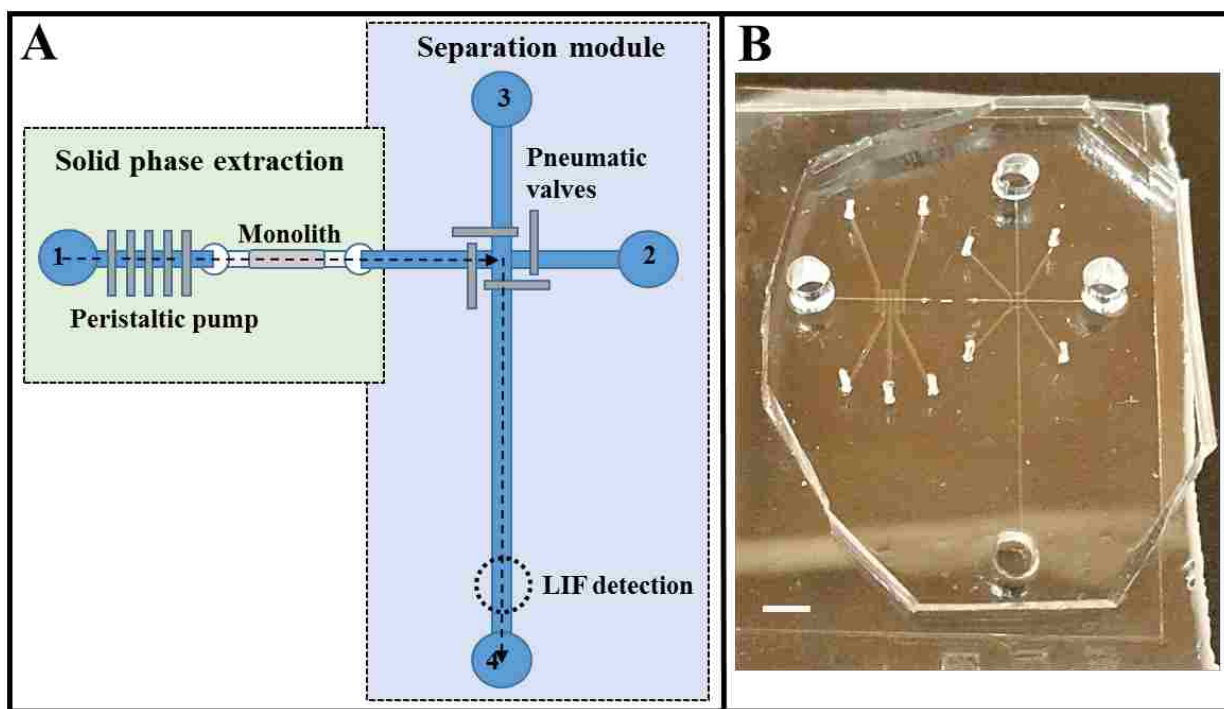 A
Separation module
3
Solid phase extraction
Pneumatic
valves
Monolith
1
2
Peristaltic pump
LIF detection
4
B